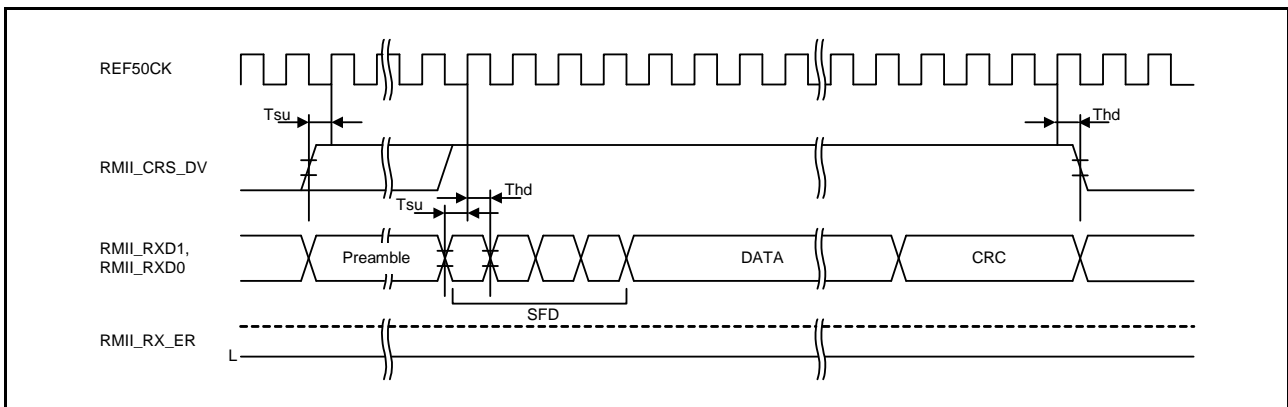 REF50CK
Tsu
Thd
RMII_CRS_DV
Thd
Tsu
RMII_RXD1,
RMII_RXD0
Preamble
DATA
CRC
SFD
RMII_RX_ER
L